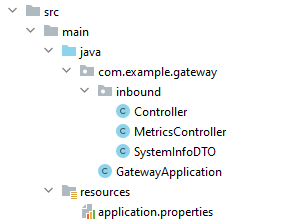 src
main
java
com.example.gateway
inbound
Controller
MetricsController
SystemInfoDTO
GatewayApplication
resources
application.properties